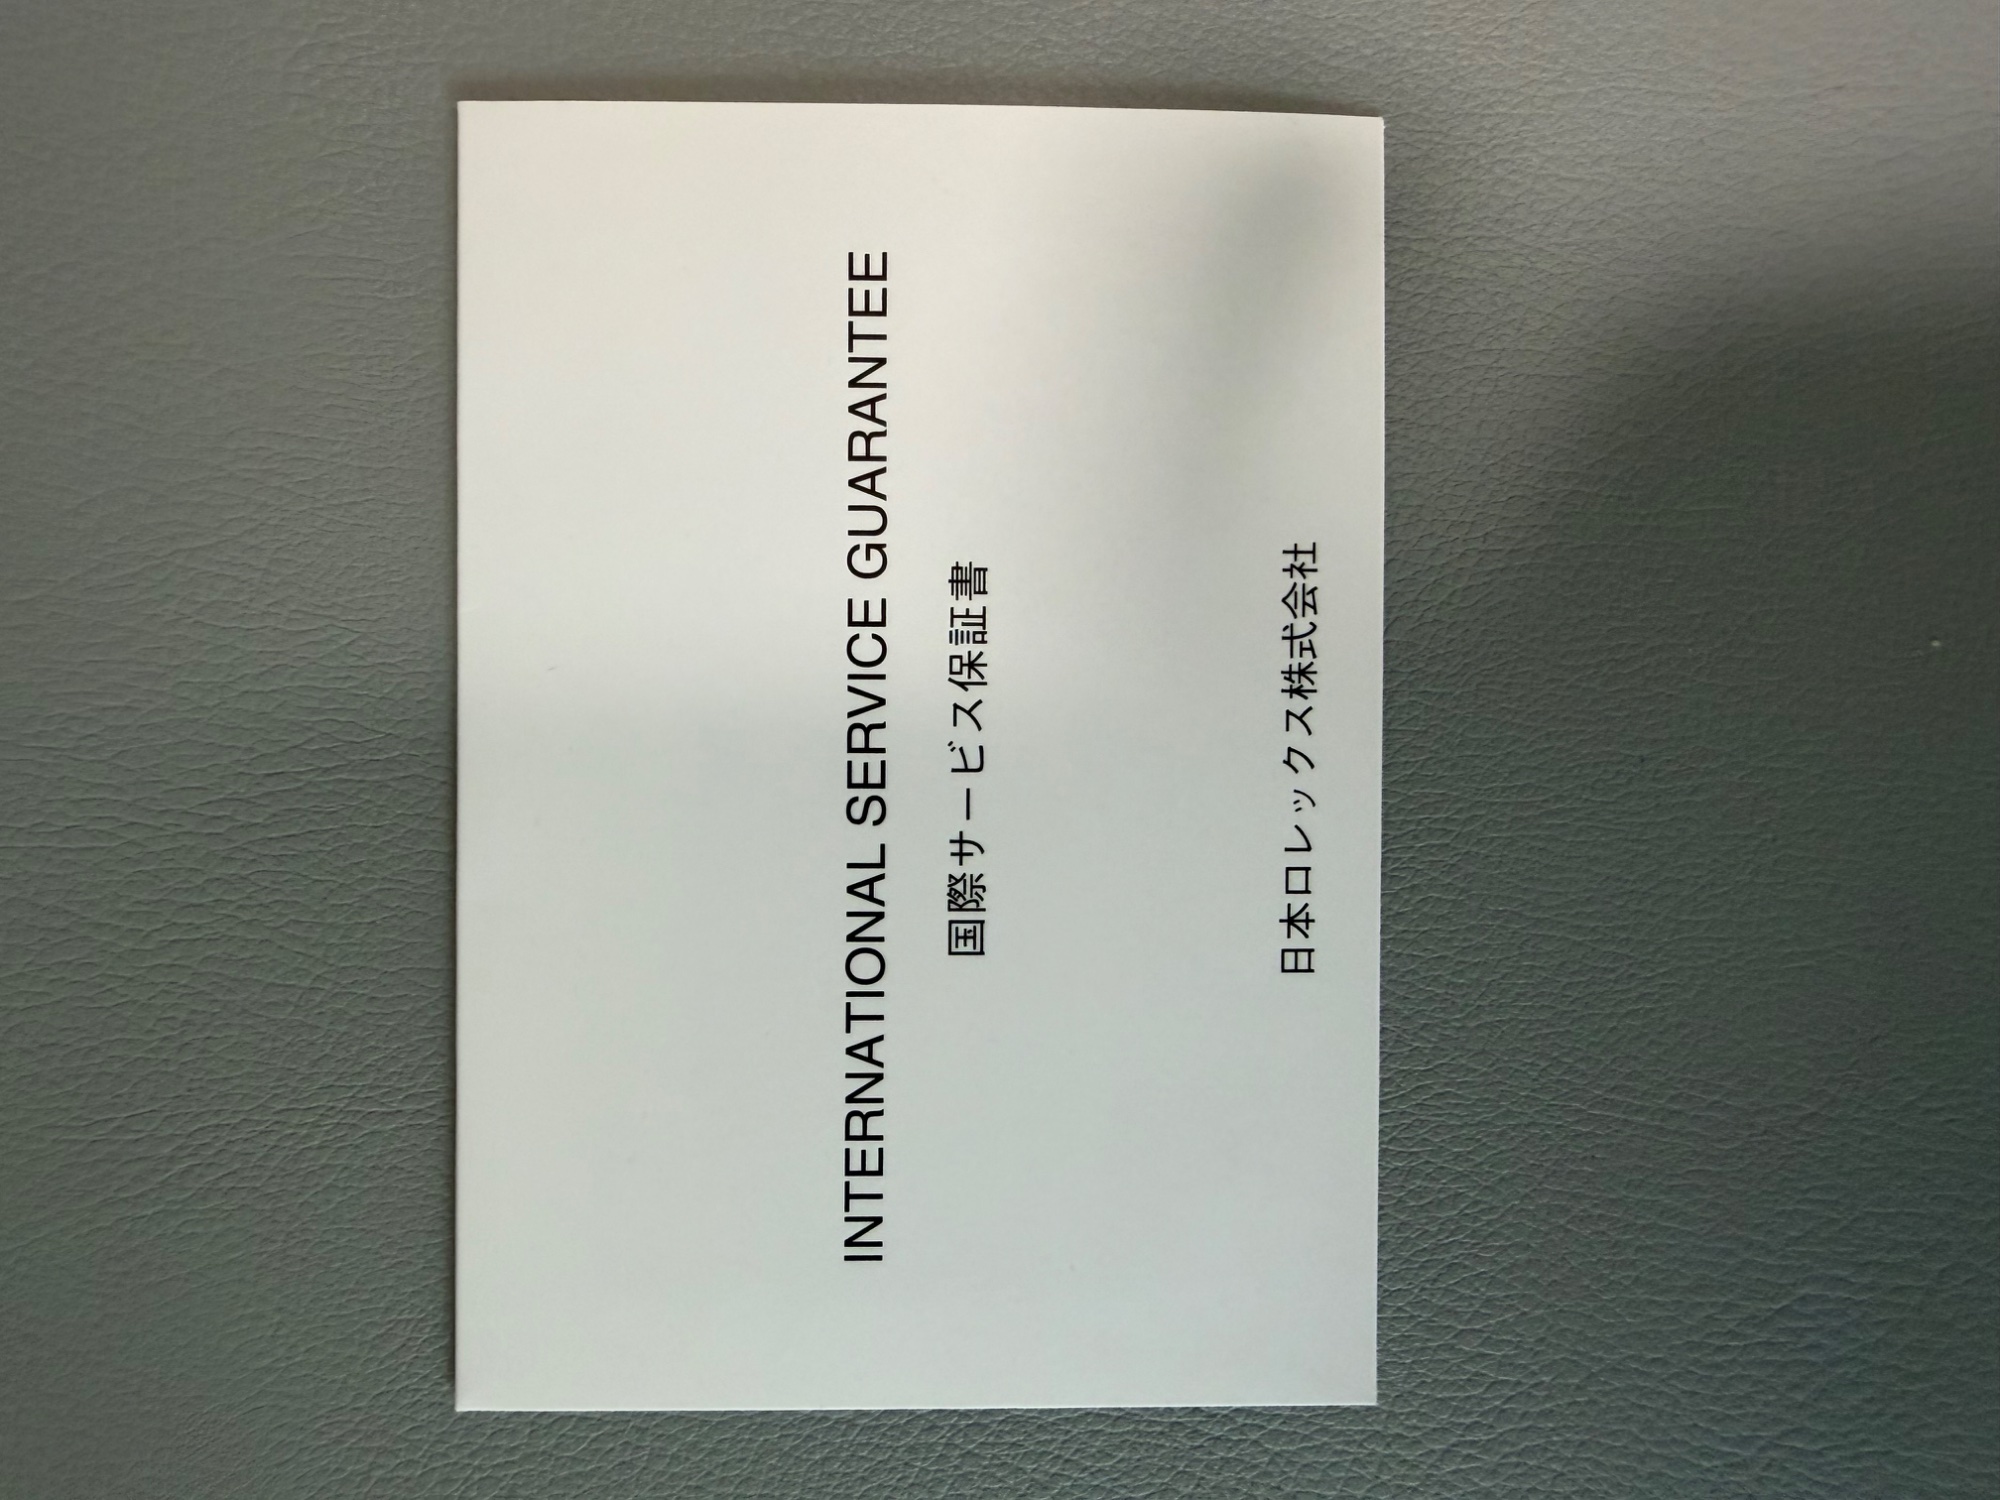 INTERNATIONAL SERVICE GUARANTEE
国際サービス保証書
日本ロレックス株式会社